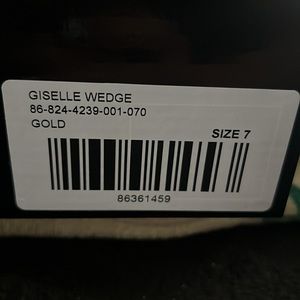 GISELLE WEDGE
86-824-4239-001-070
GOLD
SIZE 7
86361459